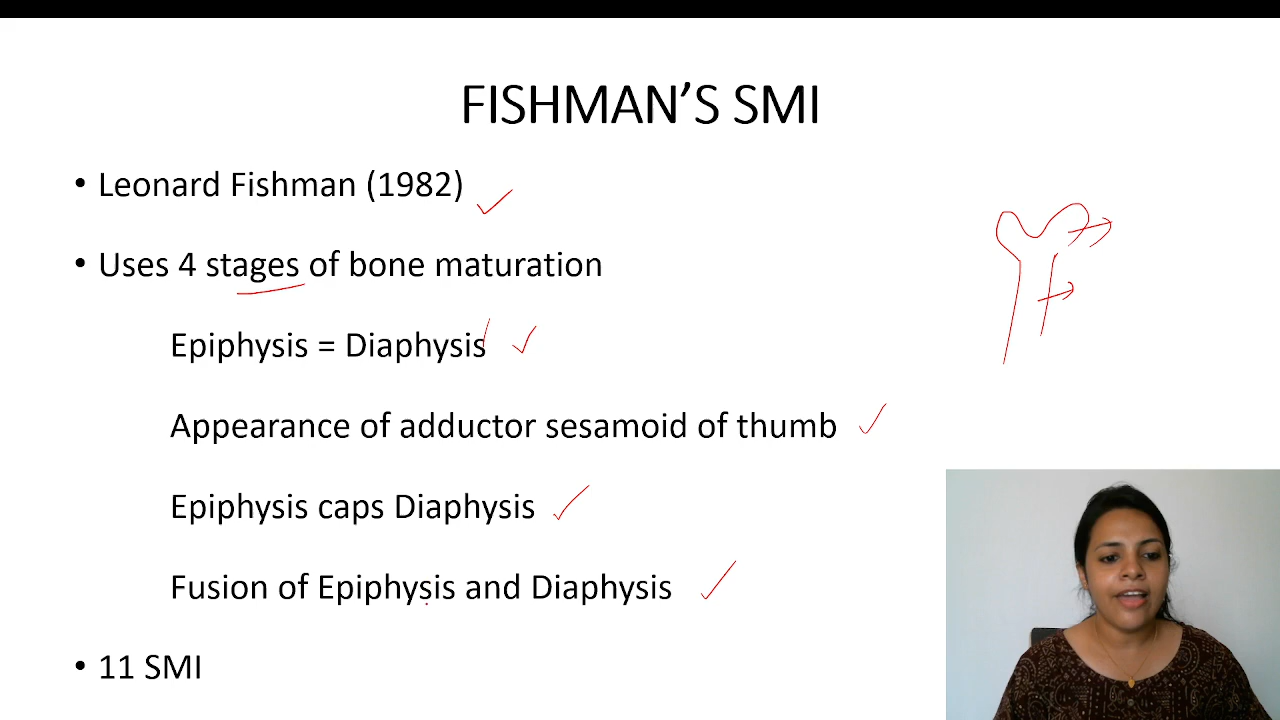 FISHMAN’S SMI
• Leonard Fishman (1982)
• Uses 4 stages of bone maturation
Epiphysis = Diaphysis
Appearance of adductor sesamoid of thumb
Epiphysis caps Diaphysis
Fusion of Epiphysis and Diaphysis
• 11 SMI